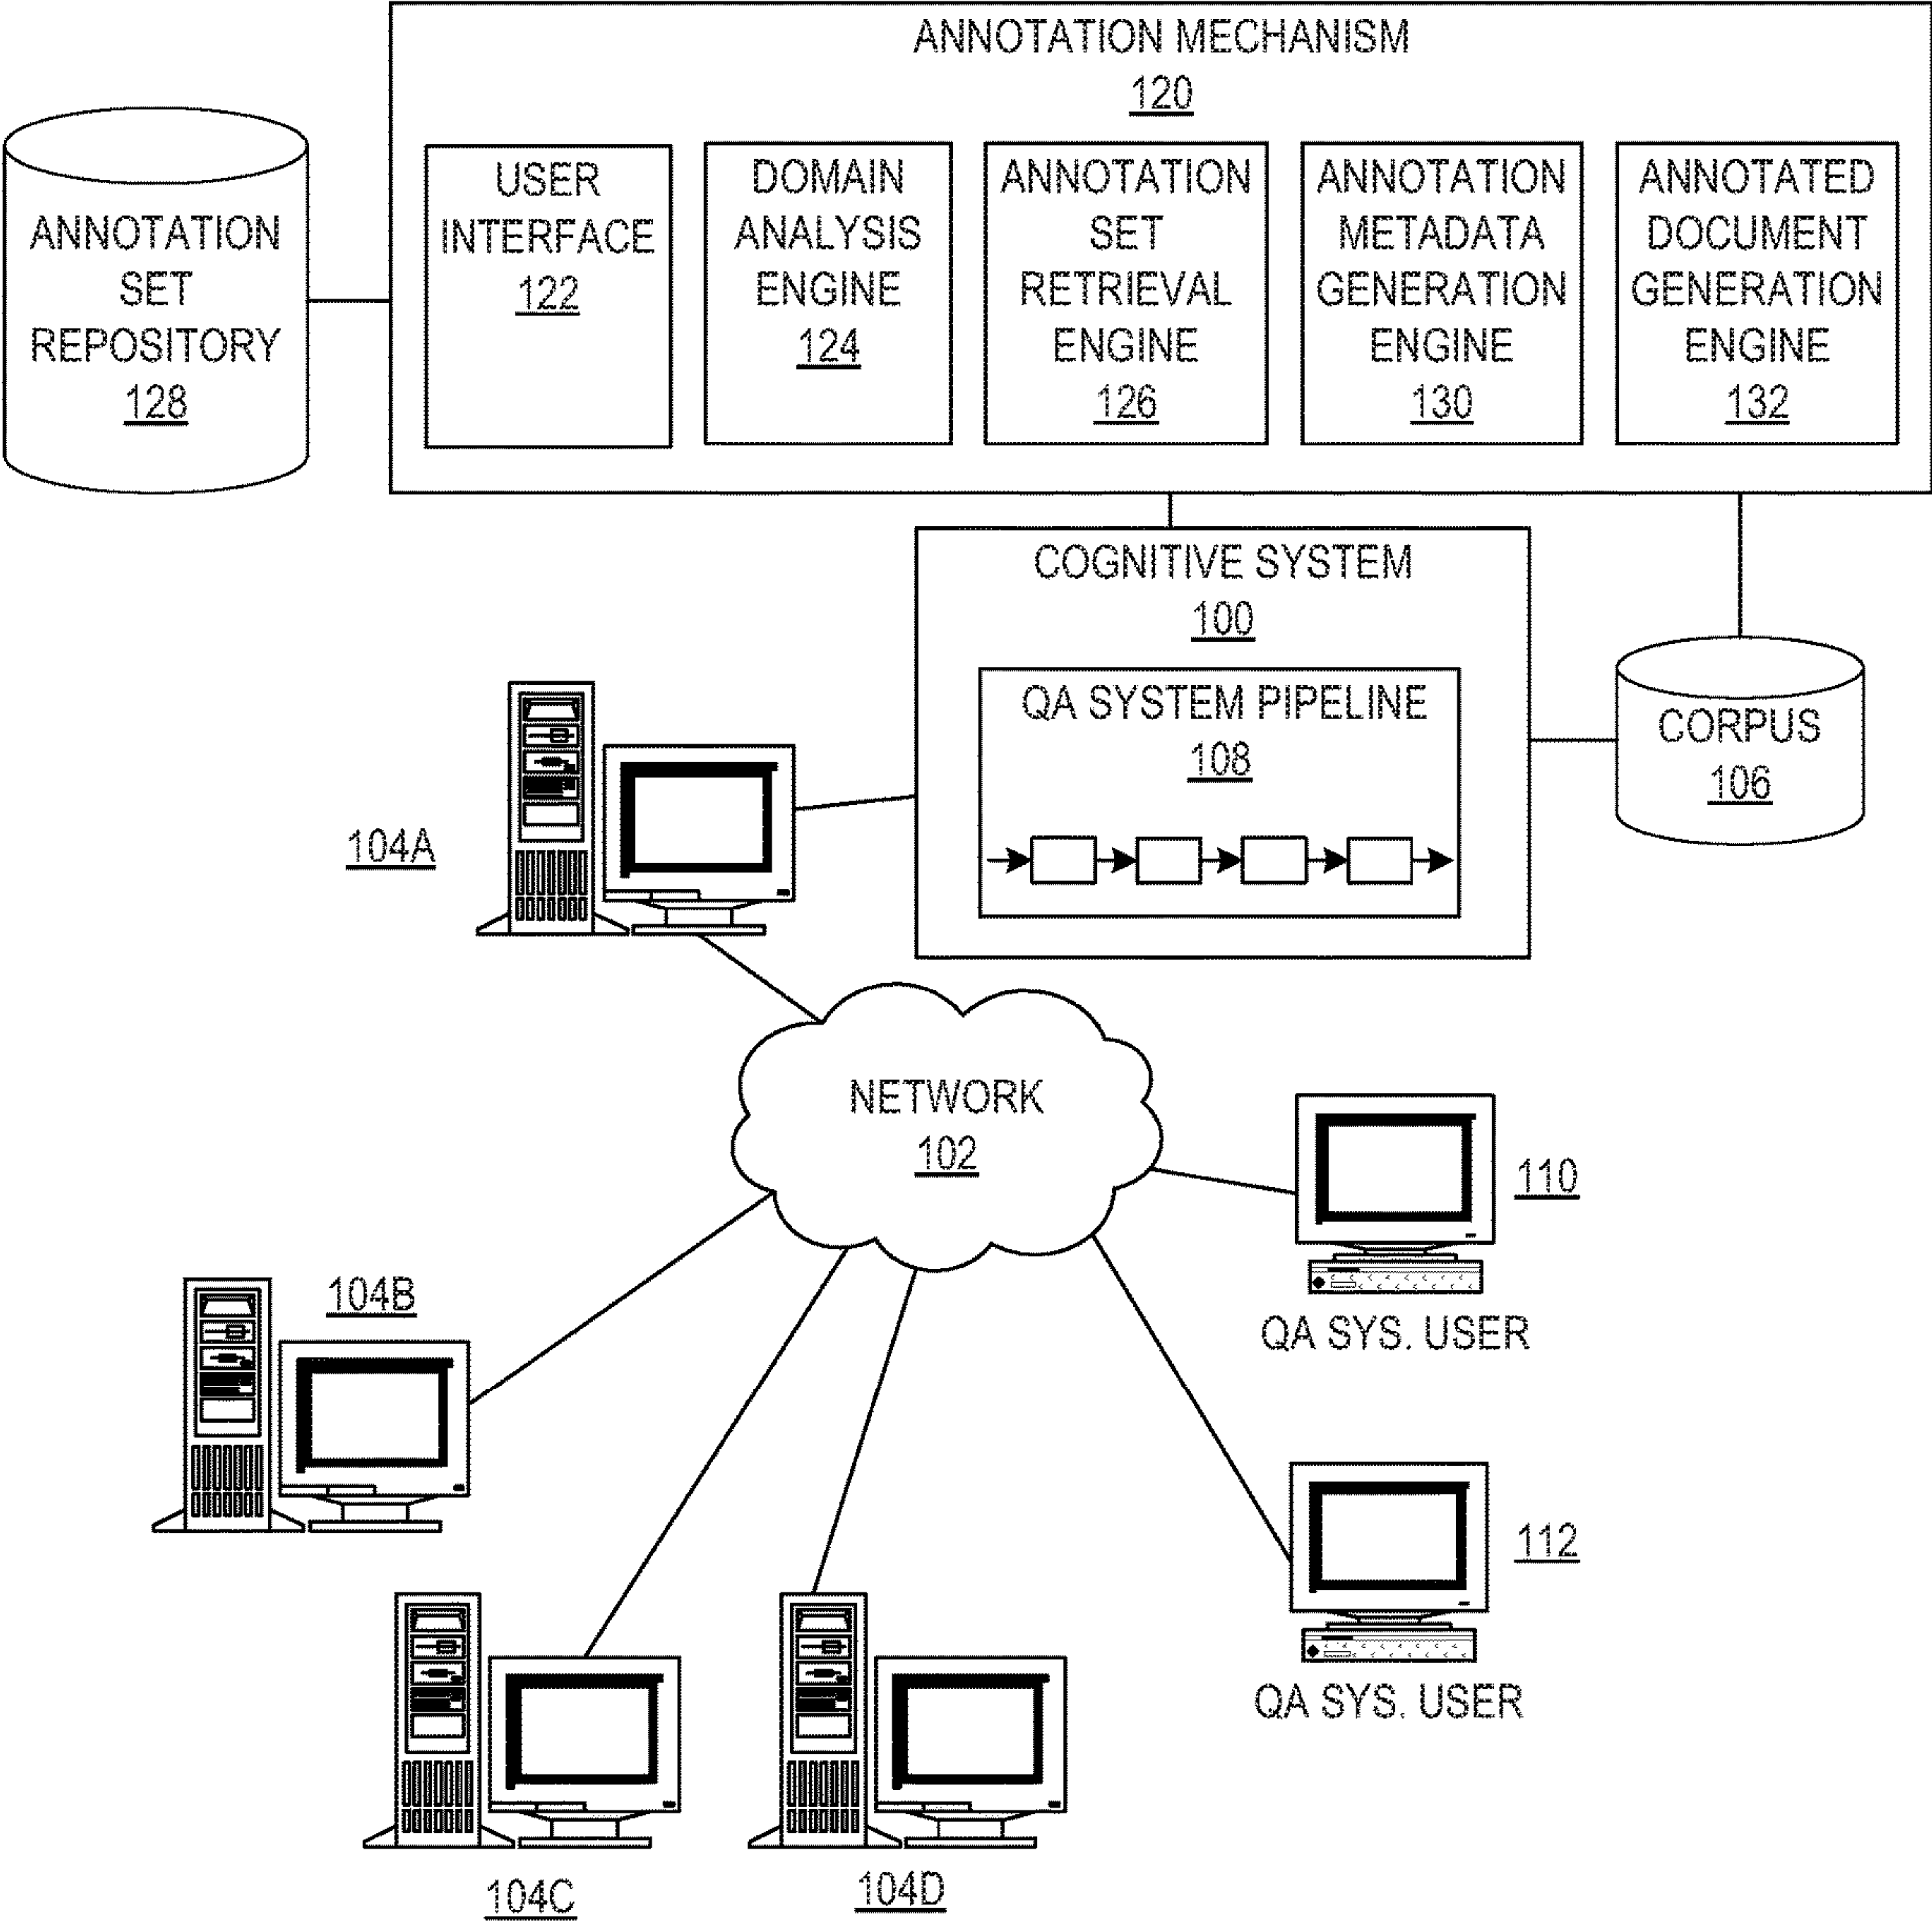 ANNOTATION MECHANISM
120
ANNOTATION
SET
REPOSITORY
128
USER
INTERFACE
122
DOMAIN
ANALYSIS
ENGINE
124
ANNOTATION
SET
RETRIEVAL
ENGINE
126
ANNOTATION
METADATA
GENERATION
ENGINE
130
ANNOTATED
DOCUMENT
GENERATION
ENGINE
132
COGNITIVE SYSTEM
100
QA SYSTEM PIPELINE
108
CORPUS
106
104A
NETWORK
102
110
QA SYS. USER
104B
112
QA SYS. USER
104C
104D